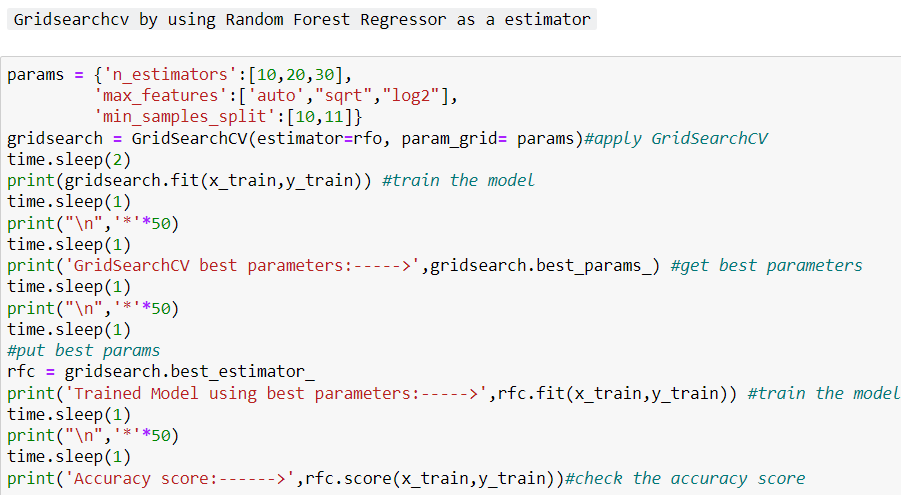 Gridsearchcv by using Random Forest Regressor as a estimator
params = {'n_estimators':[10,20,30],
'max_features':['auto',"sqrt","log2"],
'min_samples_split':[10,11]}
gridsearch = GridSearchCV(estimator=rfo, param_grid= params)#apply GridSearchCV
time.sleep(2)
print(gridsearch.fit(x_train,y_train)) #train the model
time.sleep(1)
print("\n",'*'*50)
time.sleep(1)
print('GridSearchCV best parameters:----->',gridsearch.best_params_) #get best parameters
time.sleep(1)
print("\n",'*'*50)
time.sleep(1)
#put best params
rfc = gridsearch.best_estimator_
print('Trained Model using best parameters:----->',rfc.fit(x_train,y_train)) #train the model
time.sleep(1)
print("\n",'*'*50)
time.sleep(1)
print('Accuracy score:------>',rfc.score(x_train,y_train))#check the accuracy score